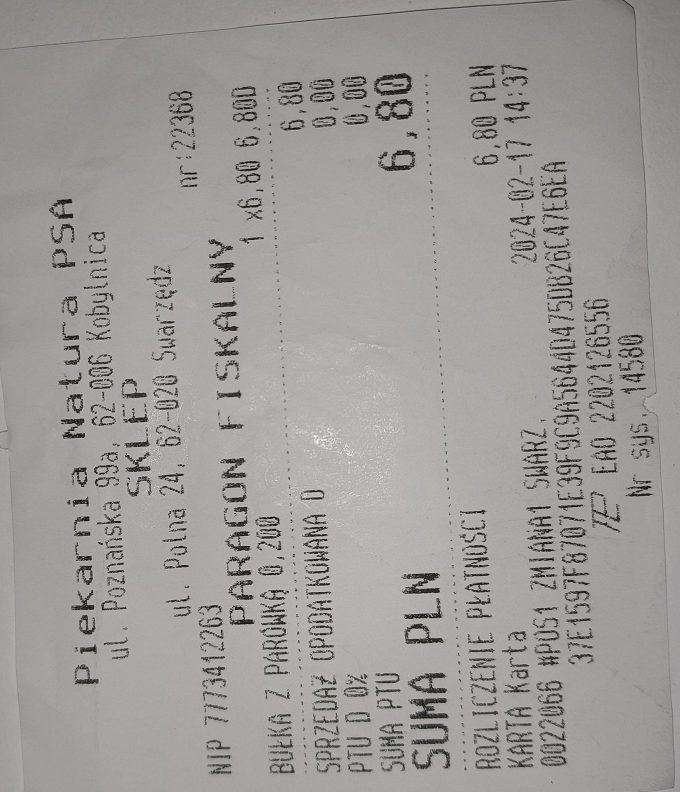 Piekarnia Natura PSA
ul. Poznańska 99a, 62-006 Kobylnica
SKLEP
ul. Polna 24, 62-020 Swarzędz
NIP 7773412263 nr:22368
PARAGON FISKALNY
BUŁKA Z PARÓWKĄ 0,200 1 x6,80 6,80D
SPRZEDAŻ OPODATKOWANA D 6,80
PTU D 0% 0,00
SUMA PTU 0,00
SUMA PLN 6,80
ROZLICZENIE PŁATNOŚCI
KARTA Karta 6,80 PLN
0022066 #POS1 ZMIANA1 SWARZ. 2024-02-17 14:37
37E1597F87071E39F9C9A5644D475DB26C47E6EA
EAO 2202126556
Nr sys. 14580